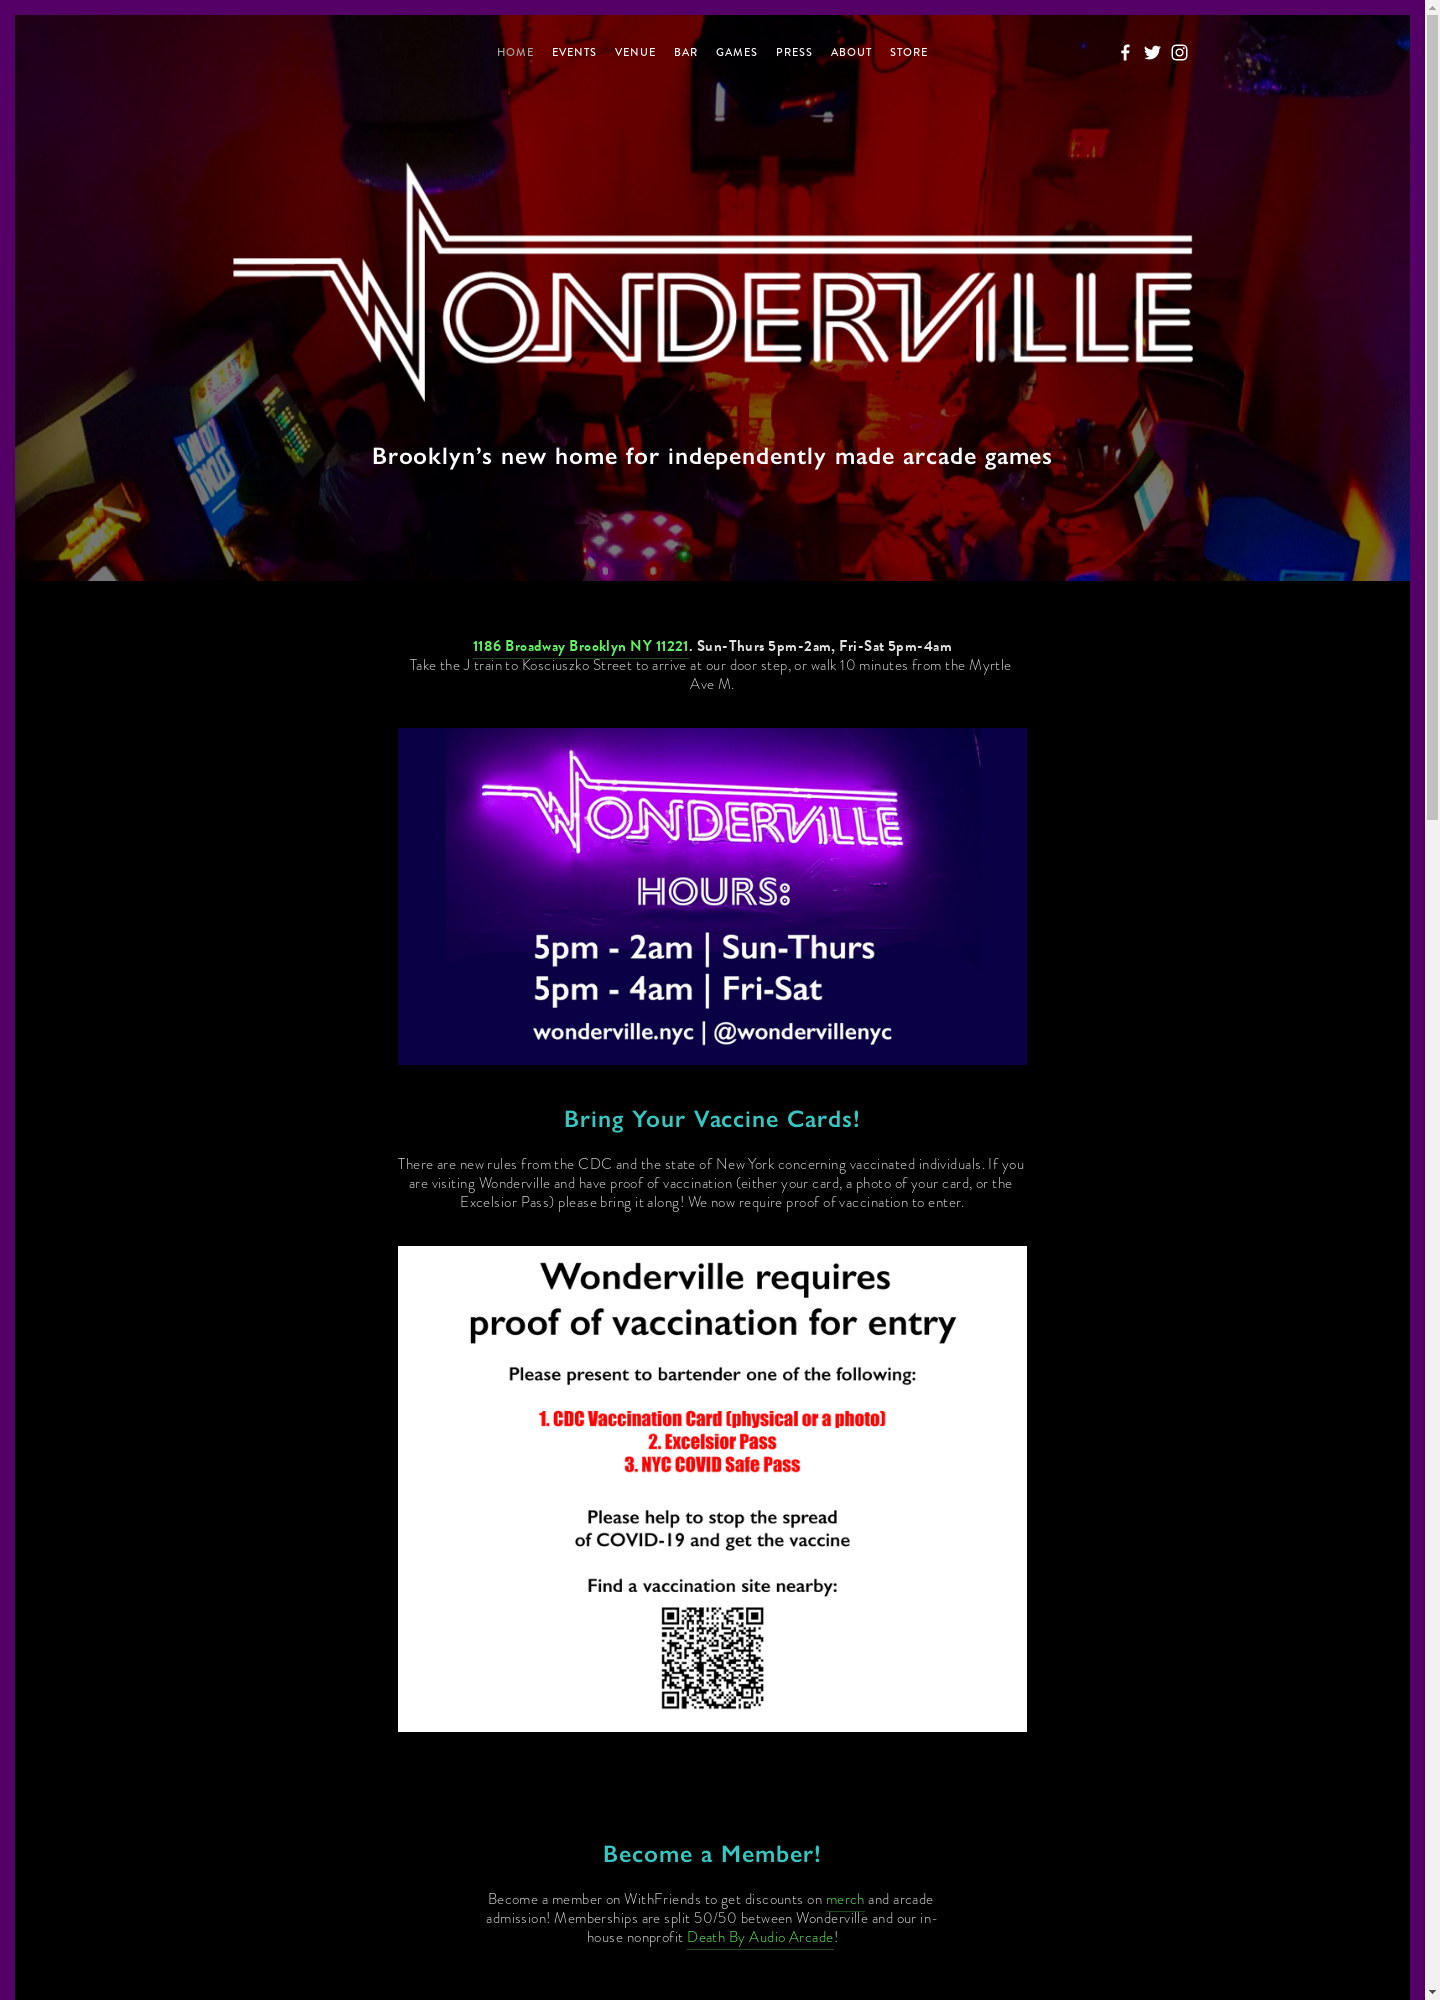 HOME EVENTS VENUE BAR GAMES PRESS ABOUT STORE
WONDERVILLE
Brooklyn’s new home for independently made arcade games
1186 Broadway Brooklyn NY 11221. Sun-Thurs 5pm-2am, Fri-Sat 5pm-4am
Take the J train to Kosciuszko Street to arrive at our door step, or walk 10 minutes from the Myrtle
Ave M.
WONDERVILLE
HOURS:
5pm - 2am | Sun-Thurs
5pm - 4am | Fri-Sat
wonderville.nyc | @wondervillenyc
Bring Your Vaccine Cards!
There are new rules from the CDC and the state of New York concerning vaccinated individuals. If you
are visiting Wonderville and have proof of vaccination (either your card, a photo of your card, or the
Excelsior Pass) please bring it along! We now require proof of vaccination to enter.
Wonderville requires
proof of vaccination for entry
Please present to bartender one of the following:
1. CDC Vaccination Card (physical or a photo)
2. Excelsior Pass
3. NYC COVID Safe Pass
Please help to stop the spread
of COVID-19 and get the vaccine
Find a vaccination site nearby:
Become a Member!
Become a member on WithFriends to get discounts on merch and arcade
admission! Memberships are split 50/50 between Wonderville and our in-
house nonprofit Death By Audio Arcade!